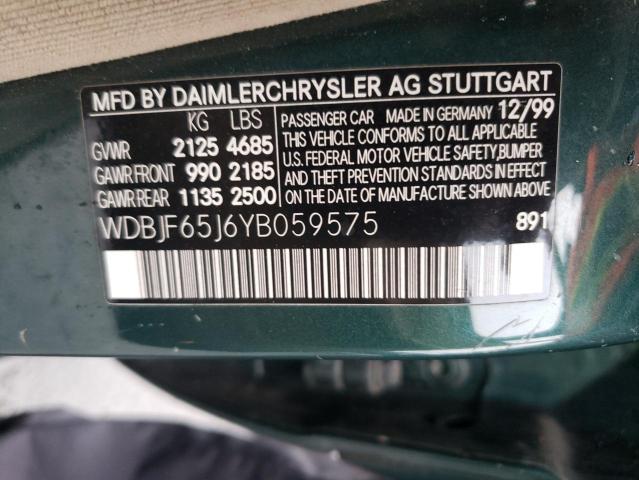 MFD BY DAIMLERCHRYSLER AG STUTTGART
KG LBS
GVWR 2125 4685
GAWR FRONT 990 2185
GAWR REAR 1135 2500
PASSENGER CAR MADE IN GERMANY 12/99
THIS VEHICLE CONFORMS TO ALL APPLICABLE
U.S. FEDERAL MOTOR VEHICLE SAFETY,BUMPER
AND THEFT PREVENTION STANDARDS IN EFFECT
ON THE DATE OF MANUFACTURE SHOWN ABOVE.
WDBJF65J6YB059575
891